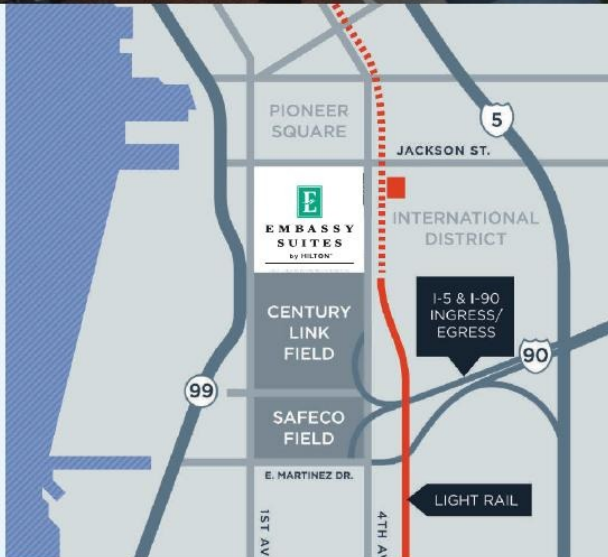 PIONEER
SQUARE
5
JACKSON ST.
E
EMBASSY
SUITES
by HILTON™
INTERNATIONAL
DISTRICT
I-5 & I-90
INGRESS/
EGRESS
CENTURY
LINK
FIELD
90
99
SAFECO
FIELD
E. MARTINEZ DR.
LIGHT RAIL
1ST AV
4TH AV